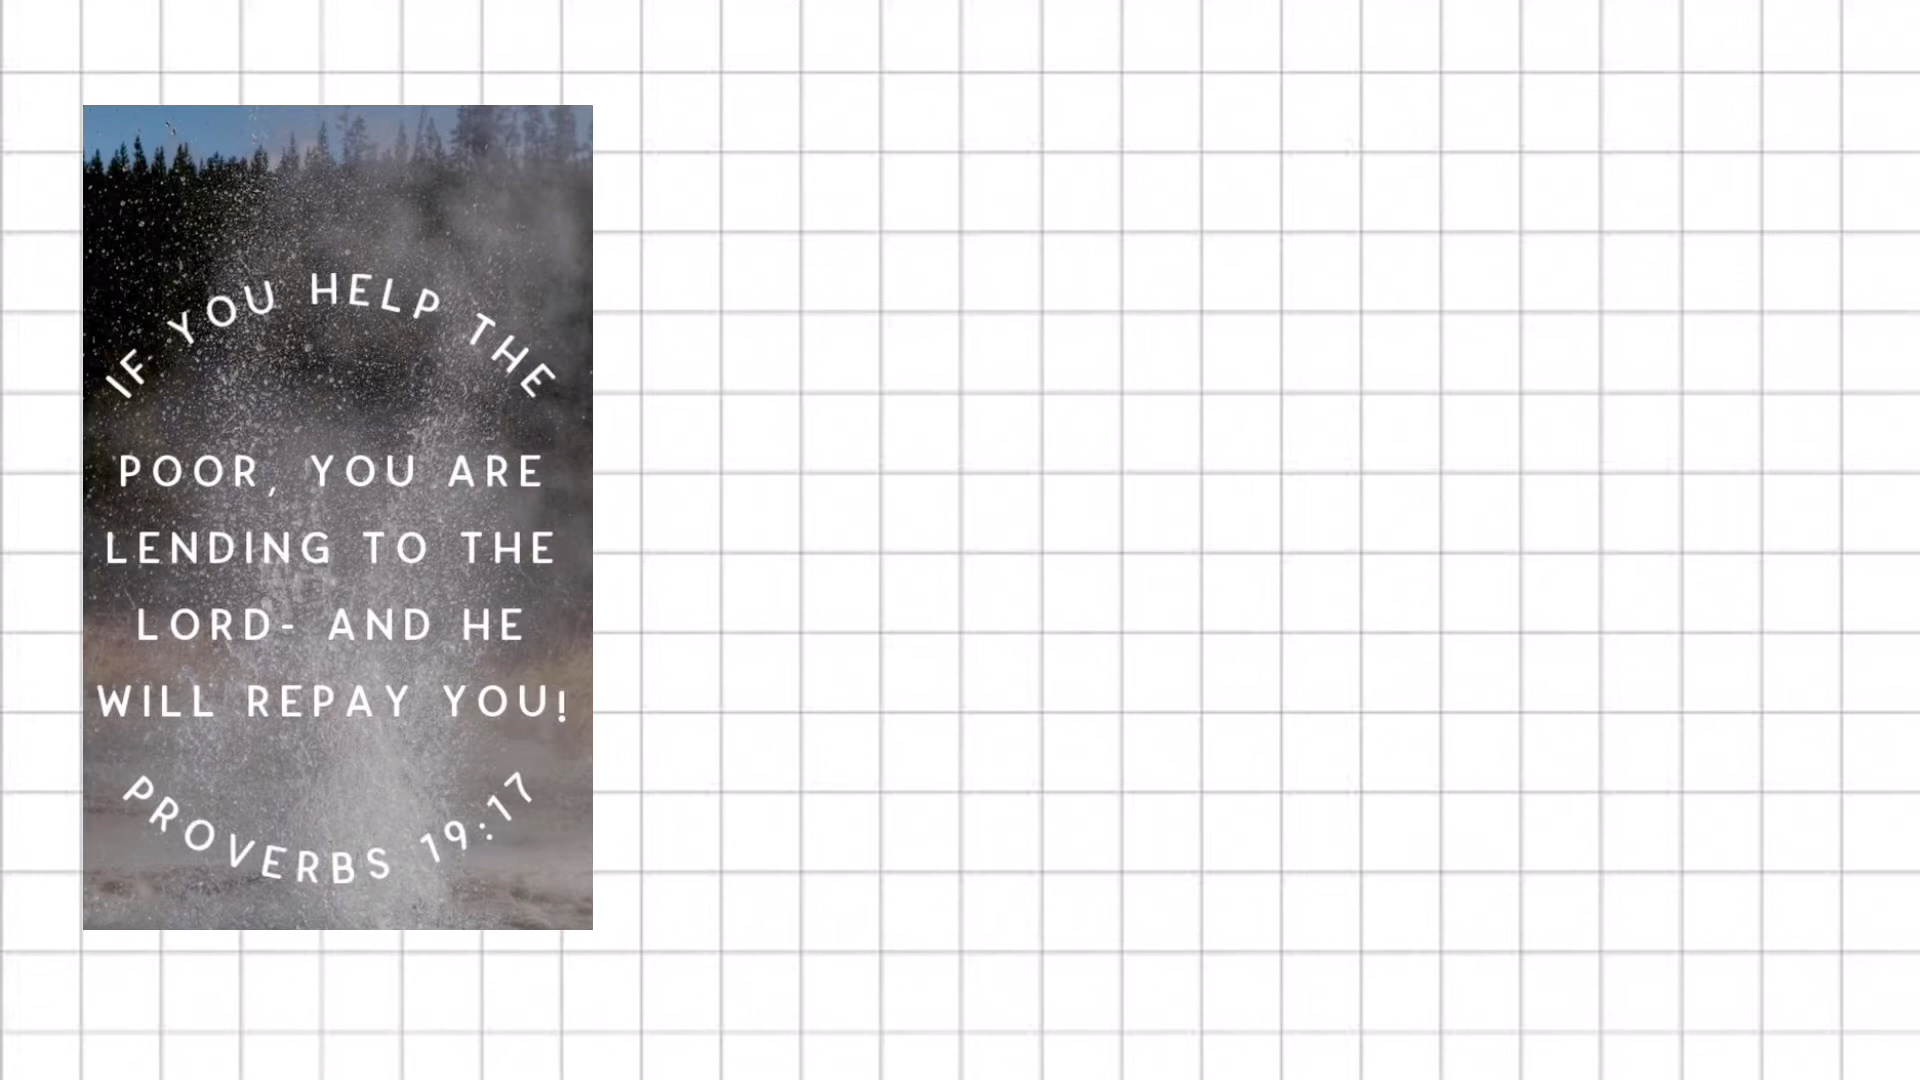 IF YOU HELP THE
POOR, YOU ARE
LENDING TO THE
LORD- AND HE
WILL REPAY YOU!
PROVERBS 19:17